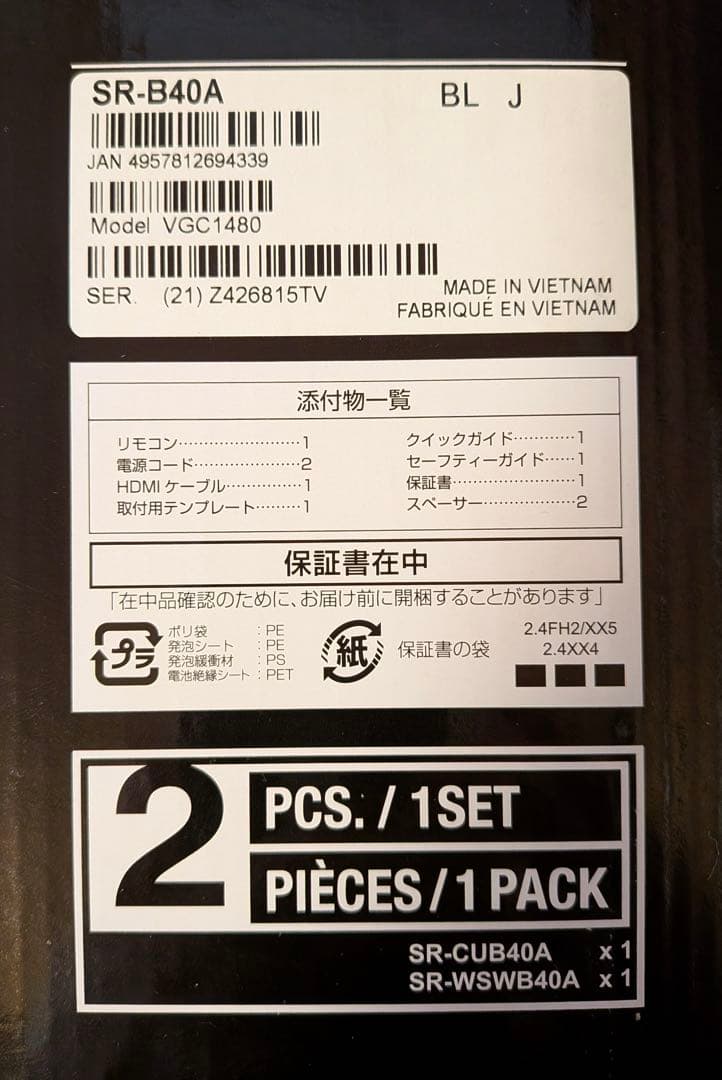 SR-B40A
BL J
JAN 4957812694339
Model VGC1480
SER. (21) Z426815TV
MADE IN VIETNAM
FABRIQUÉ EN VIETNAM
添付物一覧
リモコン……………………1
電源コード…………………2
HDMIケーブル……………1
取付用テンプレート………1
クイックガイド…………1
セーフティーガイド……1
保証書……………………1
スペーサー………………2
保証書在中
「在中品確認のために、お届け前に開梱することがあります」
プラ
ポリ袋 : PE
発泡シート : PE
発泡緩衝材 : PS
電池絶縁シート : PET
紙
保証書の袋
2.4FH2/XX5
2.4XX4
2
PCS. / 1SET
PIÈCES / 1 PACK
SR-CUB40A x 1
SR-WSWB40A x 1